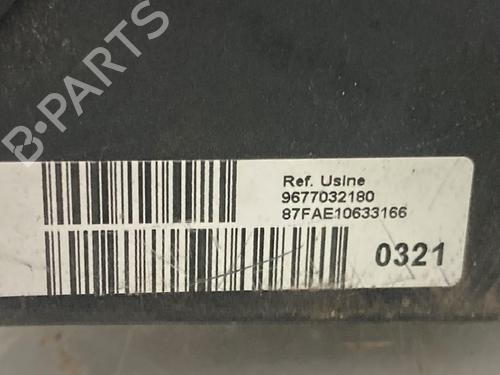 B-PARTS
Ref. Usine
9677032180
87FAE10633166
0321